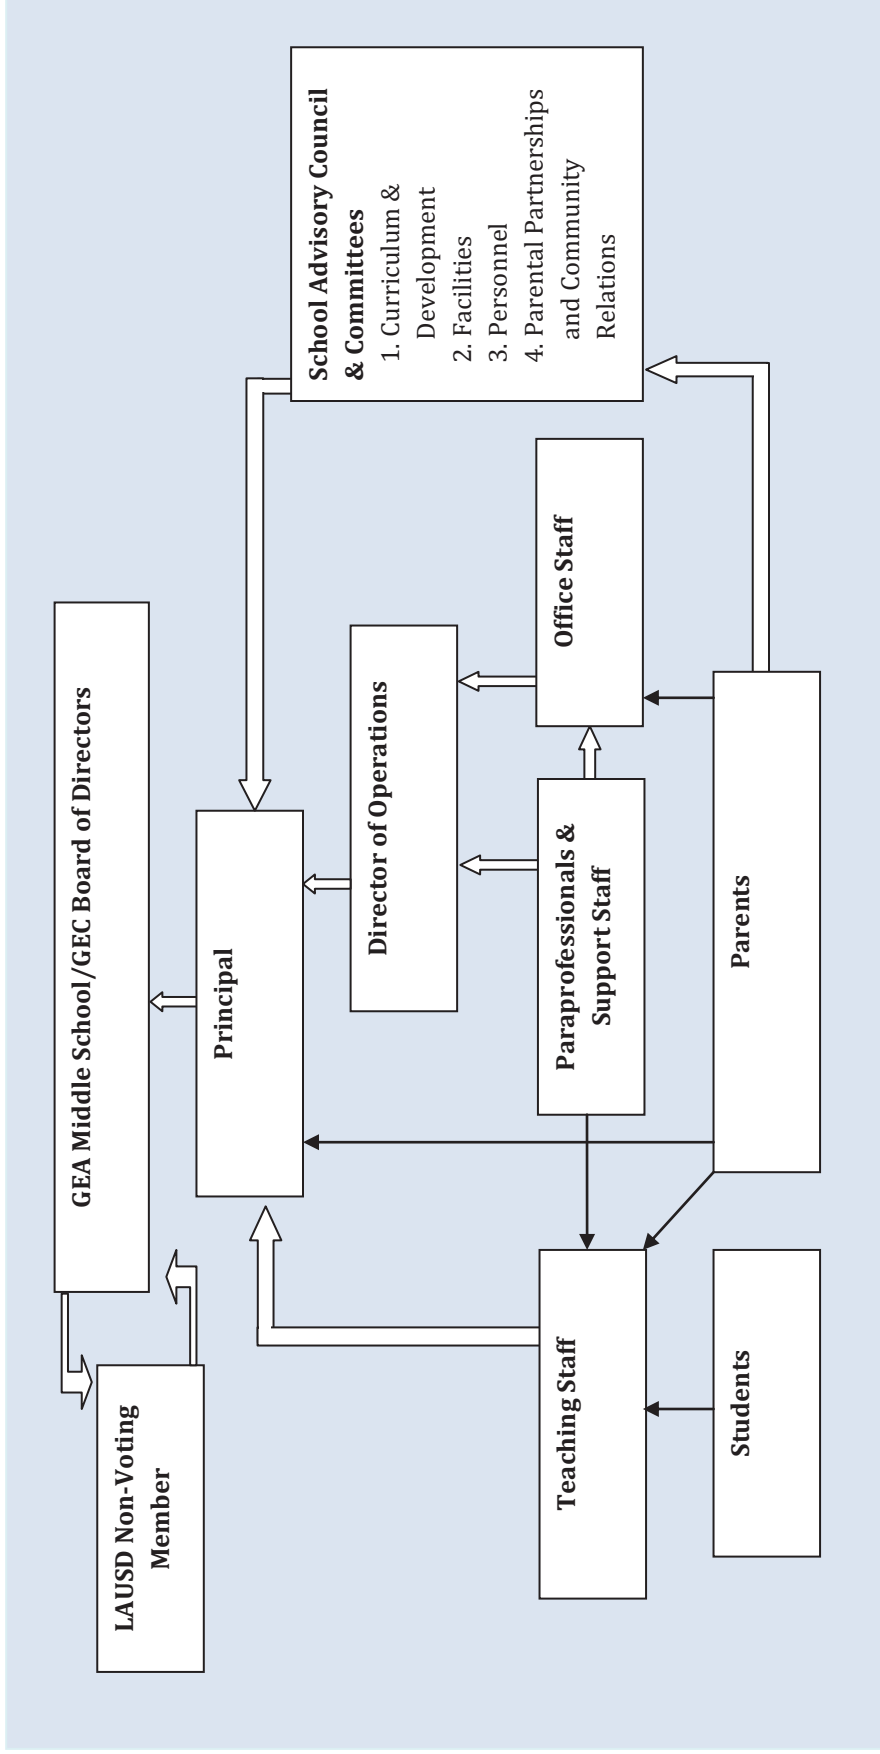 GEA Middle School/GEC Board of Directors
LAUSD Non-Voting
Member
Principal
School Advisory Council
& Committees
1. Curriculum &
Development
2. Facilities
3. Personnel
4. Parental Partnerships
and Community
Relations
Director of Operations
Teaching Staff
Paraprofessionals &
Support Staff
Office Staff
Students
Parents